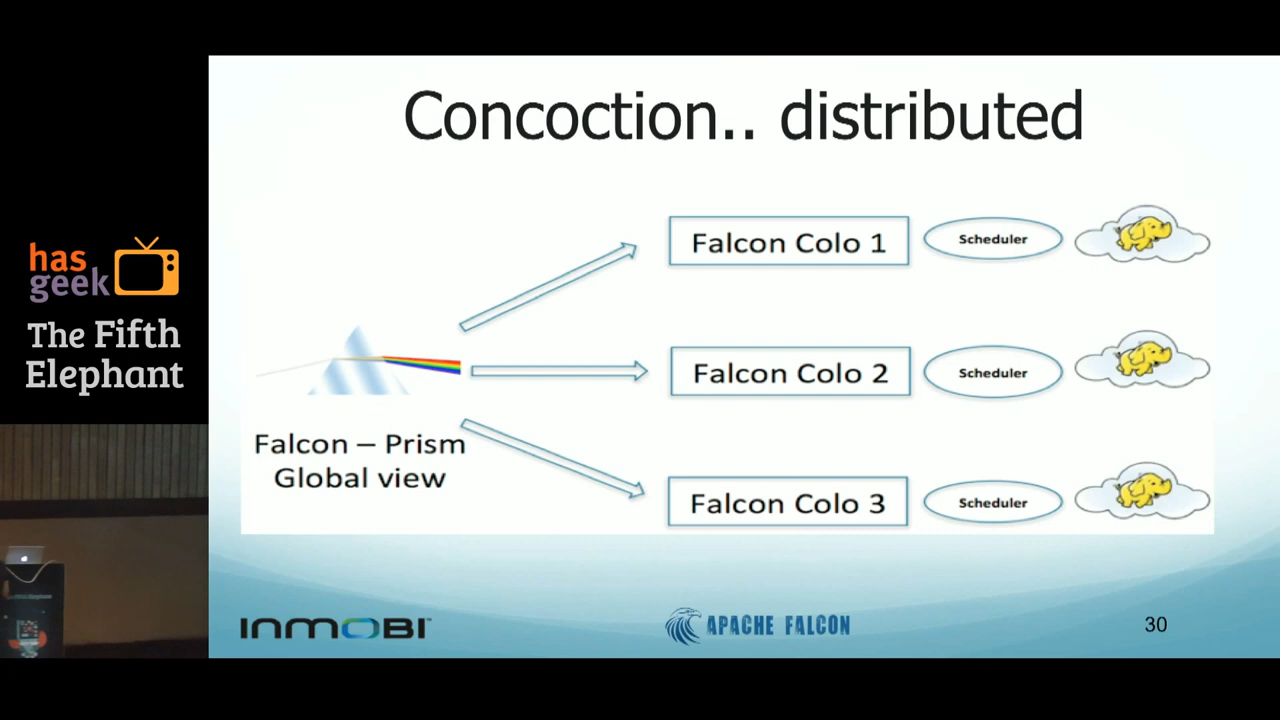 Concoction.. distributed
has
geek
The Fifth
Elephant
Falcon Colo 1
Scheduler
Falcon Colo 2
Scheduler
Falcon – Prism
Global view
Falcon Colo 3
Scheduler
INMOBI™
APACHE FALCON
30